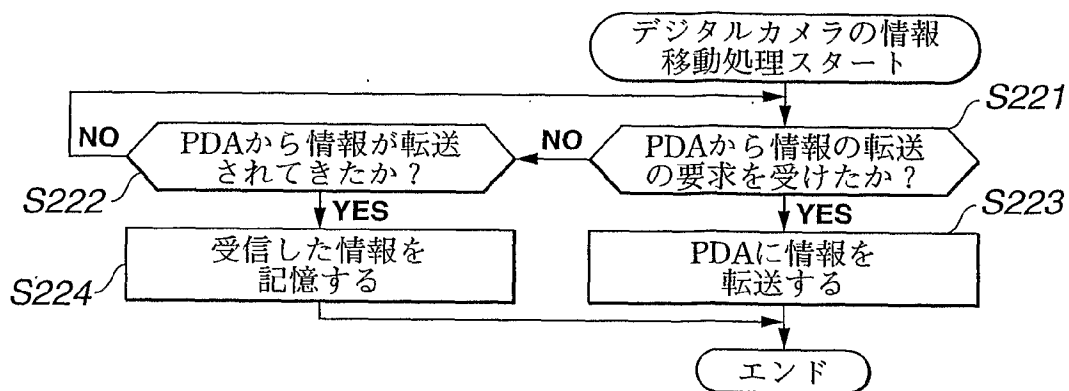 デジタルカメラの情報
移動処理スタート
S221
PDAから情報の転送
の要求を受けたか？
NO
YES
PDAから情報が転送
されてきたか？
NO
S222
YES
S223
PDAに情報を
転送する
受信した情報を
記憶する
S224
エンド